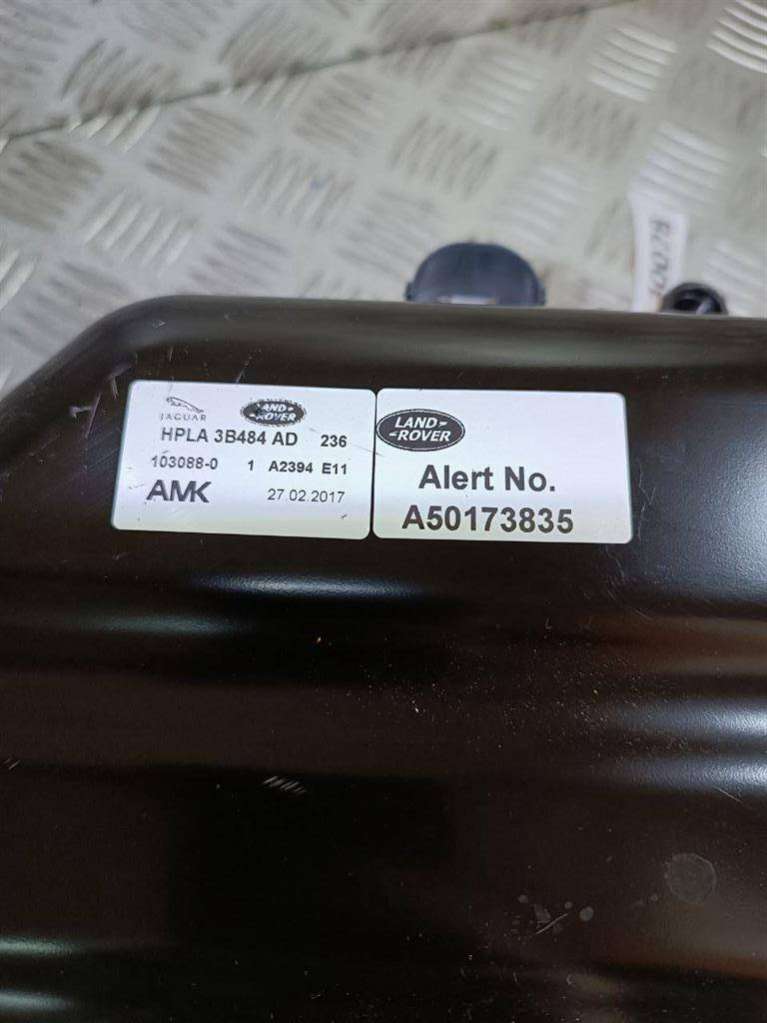 JAGUAR
LAND-
-ROVER
HPLA 3B484 AD 236
103088-0 1 A2394 E11
AMK 27.02.2017
LAND-
-ROVER
Alert No.
A50173835